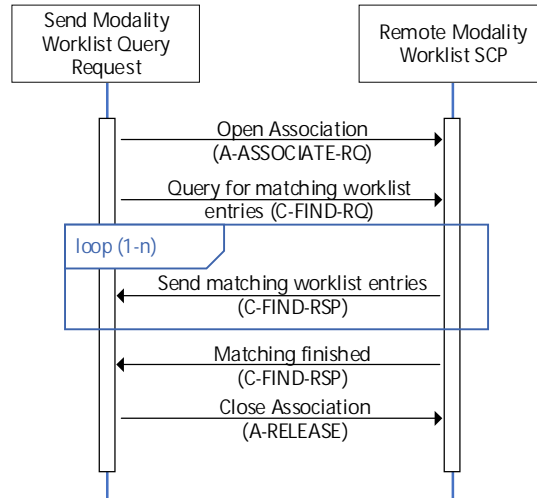 Send Modality
Worklist Query
Request
Remote Modality
Worklist SCP
Open Association
(A-ASSOCIATE-RQ)
Query for matching worklist
entries (C-FIND-RQ)
loop (1-n)
Send matching worklist entries
(C-FIND-RSP)
Matching finished
(C-FIND-RSP)
Close Association
(A-RELEASE)